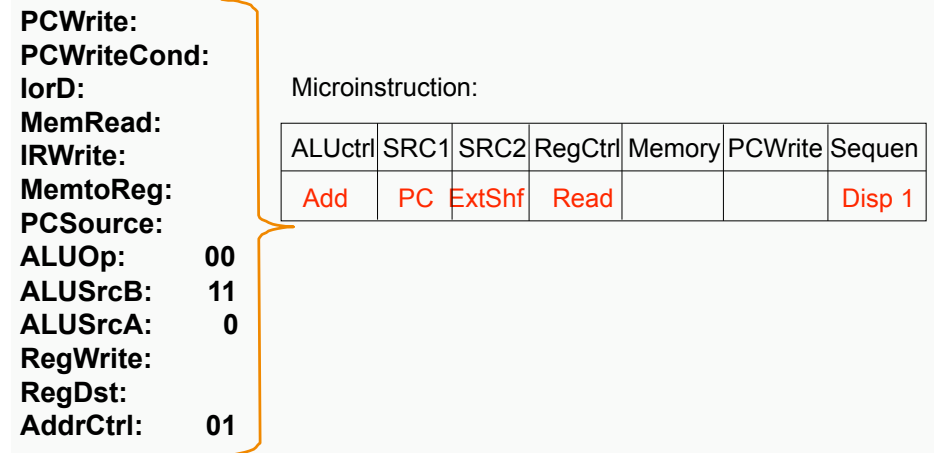 PCWrite:
PCWriteCond:
IorD:
MemRead:
IRWrite:
MemtoReg:
PCSource:
ALUOp: 00
ALUSrcB: 11
ALUSrcA: 0
RegWrite:
RegDst:
AddrCtrl: 01
Microinstruction:
ALUctrl SRC1 SRC2 RegCtrl Memory PCWrite Sequen
Add PC ExtShf Read Disp 1